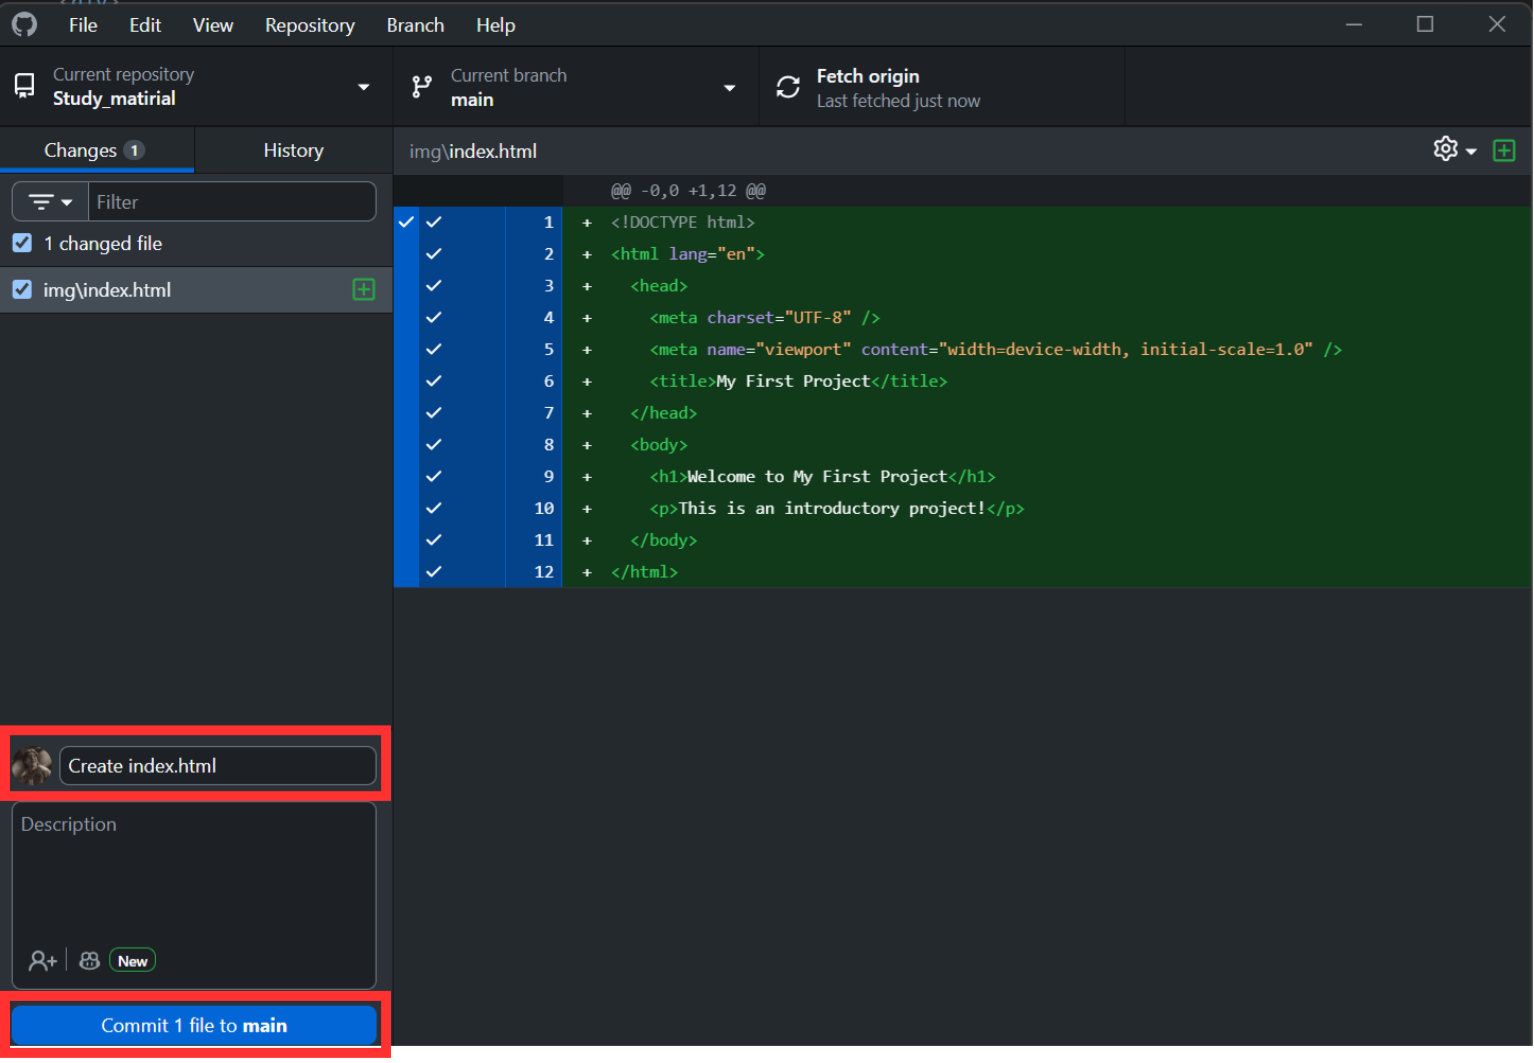 File Edit View Repository Branch Help
Current repository
Study_matirial
Current branch
main
Fetch origin
Last fetched just now
Changes 1
History
img\index.html
Filter
1 changed file
img\index.html
@@ -0,0 +1,12 @@
1 + <!DOCTYPE html>
2 + <html lang="en">
3 + <head>
4 + <meta charset="UTF-8" />
5 + <meta name="viewport" content="width=device-width, initial-scale=1.0" />
6 + <title>My First Project</title>
7 + </head>
8 + <body>
9 + <h1>Welcome to My First Project</h1>
10 + <p>This is an introductory project!</p>
11 + </body>
12 + </html>
Create index.html
Description
New
Commit 1 file to main